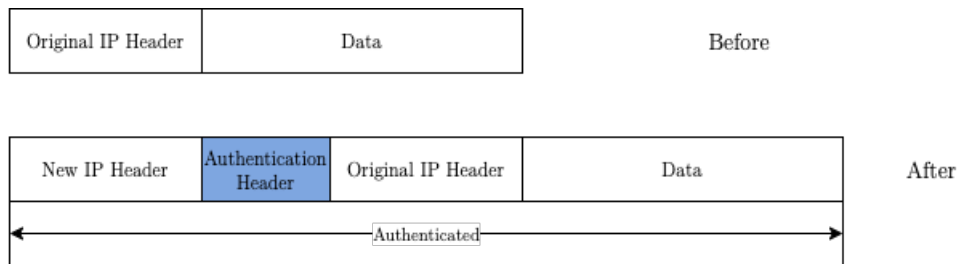 Original IP Header
Data
Before
New IP Header
Authentication
Header
Original IP Header
Data
After
Authenticated